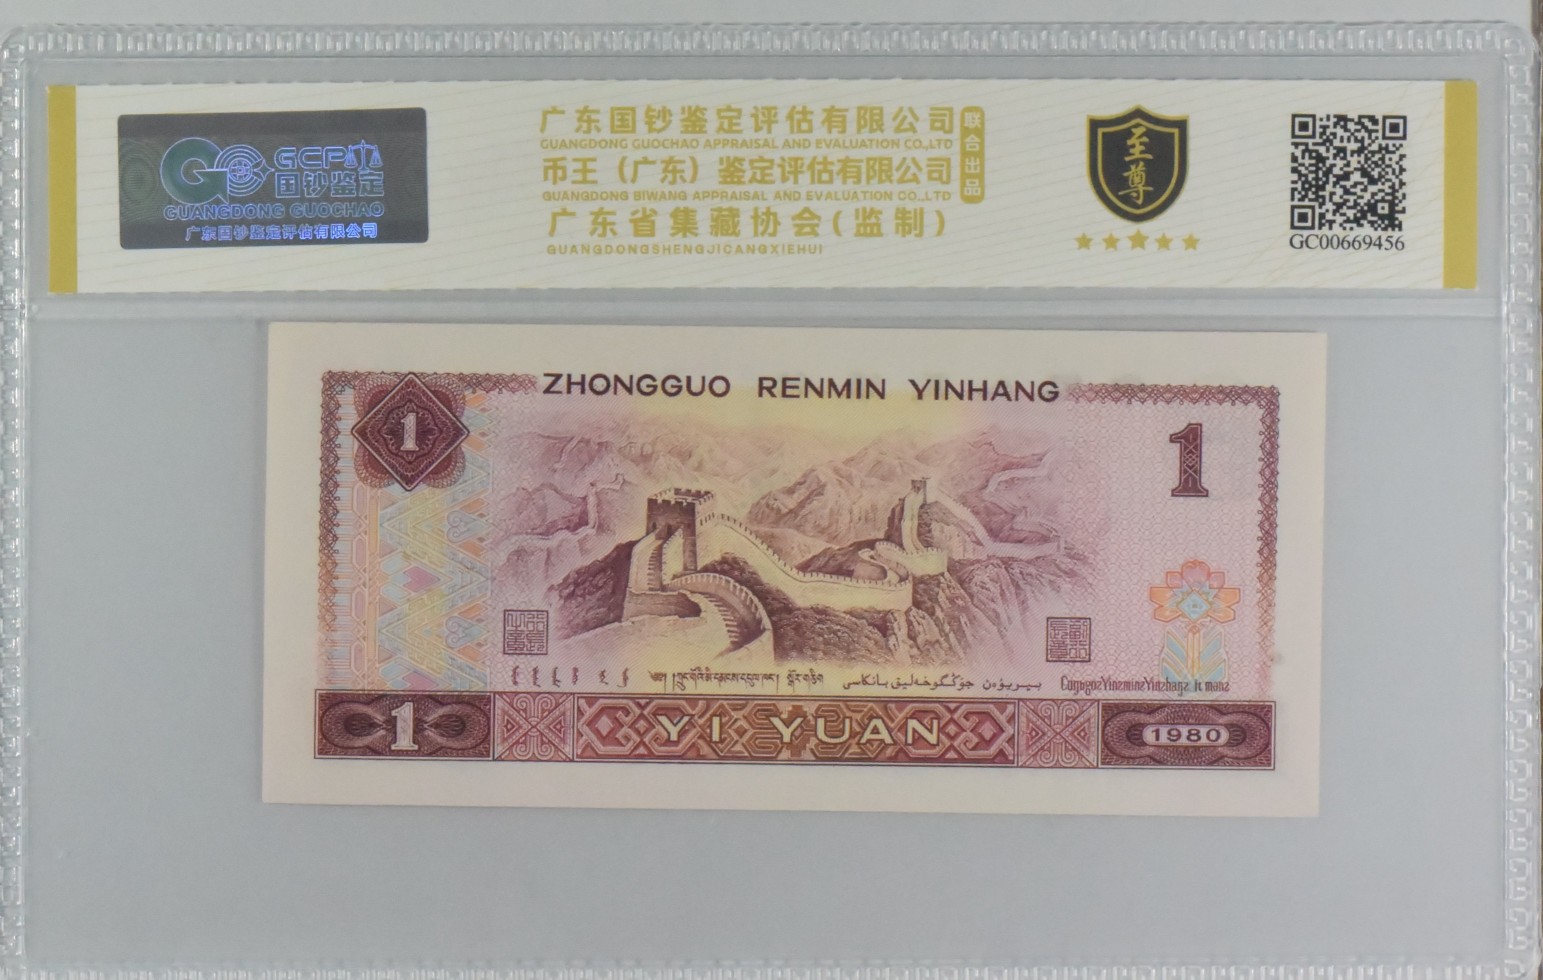 GCP
国钞鉴定
GUANGDONG GUOCHAO
广东国钞鉴定评估有限公司
广东国钞鉴定评估有限公司
GUANGDONG GUOCHAO APPRAISAL AND EVALUATION CO.,LTD
币王（广东）鉴定评估有限公司
GUANGDONG BIWANG APPRAISAL AND EVALUATION CO.,LTD
广东省集藏协会(监制)
GUANGDONGSHENGJICANGXIEHUI
联合出品
至尊
GC00669456
ZHONGGUO RENMIN YINHANG
1
1
1
YI YUAN
1980